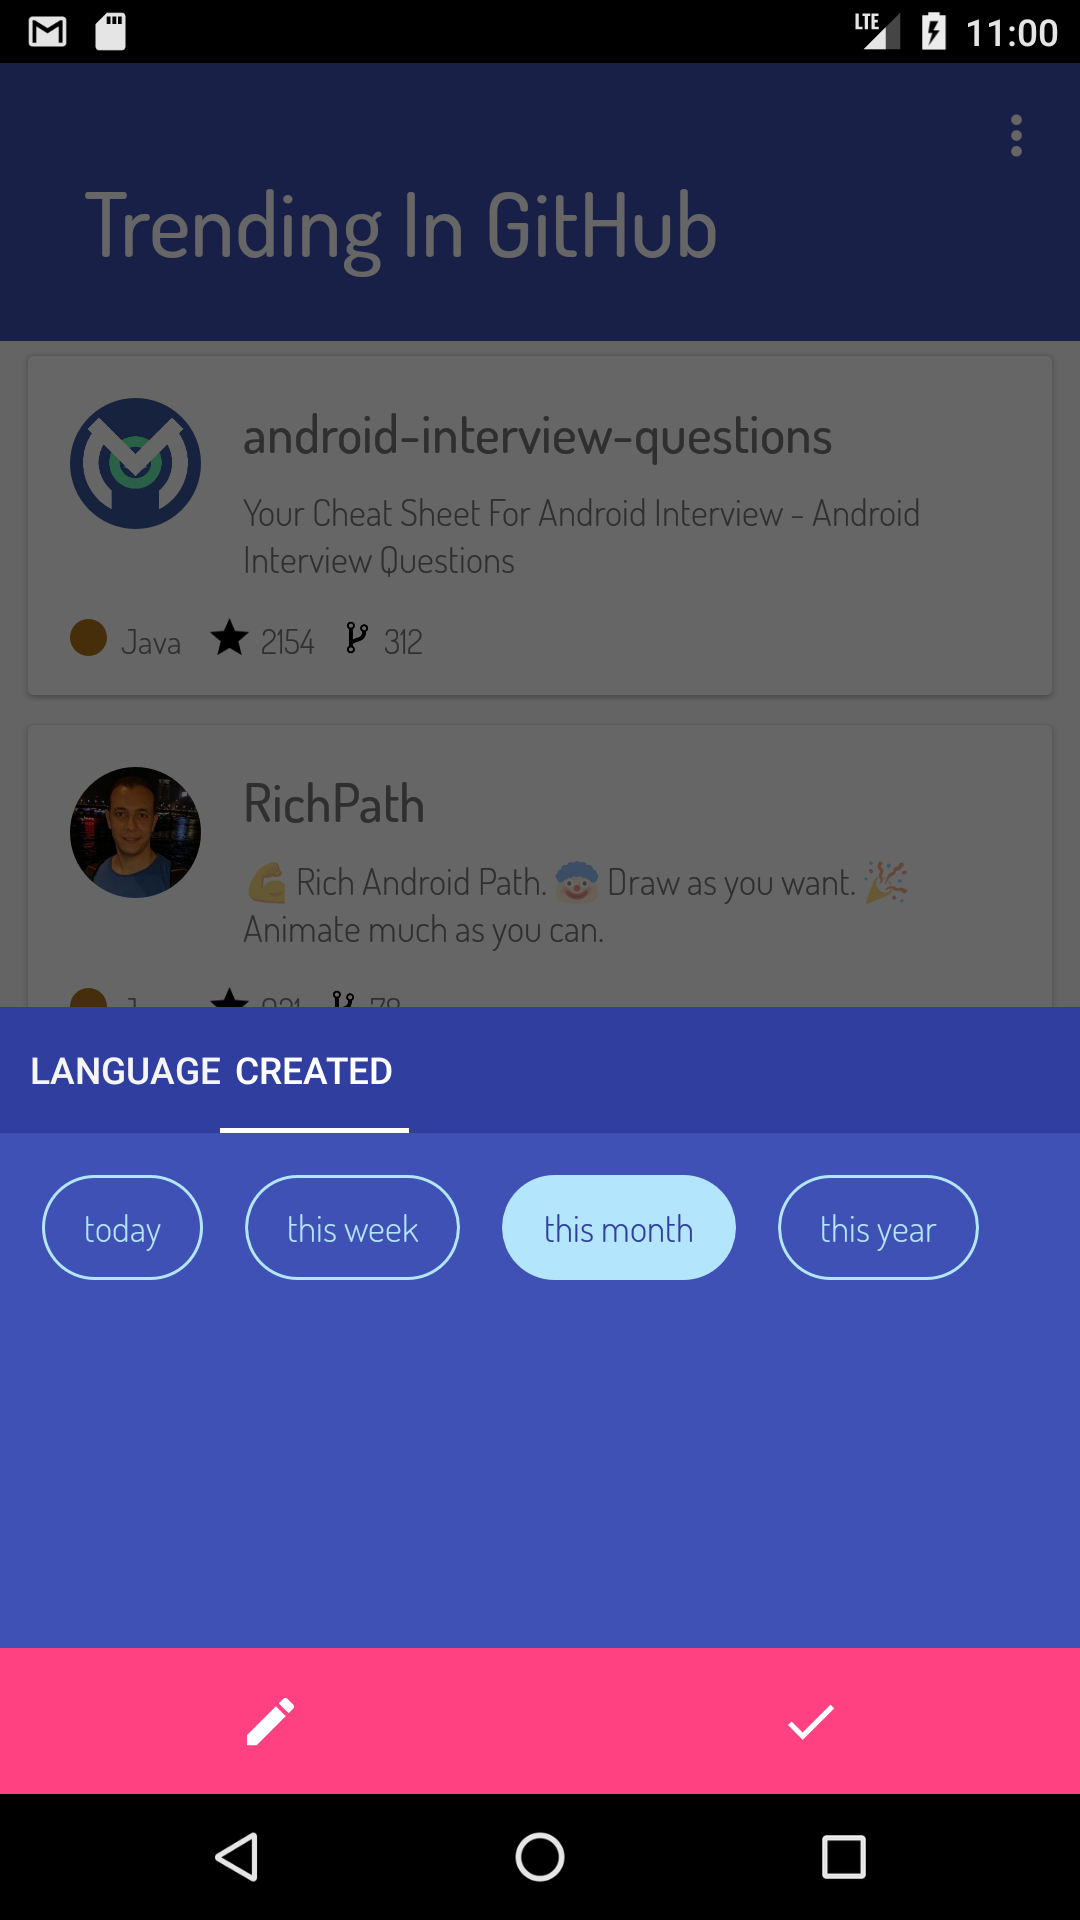 LTE 11:00
Trending In GitHub
android-interview-questions
Your Cheat Sheet For Android Interview - Android
Interview Questions
Java 2154 312
RichPath
💪 Rich Android Path. 🤡 Draw as you want. 🎉
Animate much as you can.
LANGUAGE CREATED
today this week this month this year